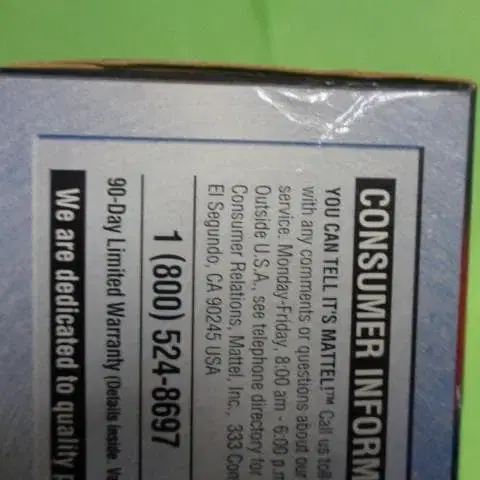 CONSUMER INFORM
YOU CAN TELL IT'S MATTEL!™ Call us toll
with any comments or questions about our
service. Monday-Friday, 8:00 am - 6:00 p.m
Outside U.S.A., see telephone directory for
Consumer Relations, Mattel, Inc., 333 Con
El Segundo, CA 90245 USA
1 (800) 524-8697
90-Day Limited Warranty (Details inside. Va
We are dedicated to quality p